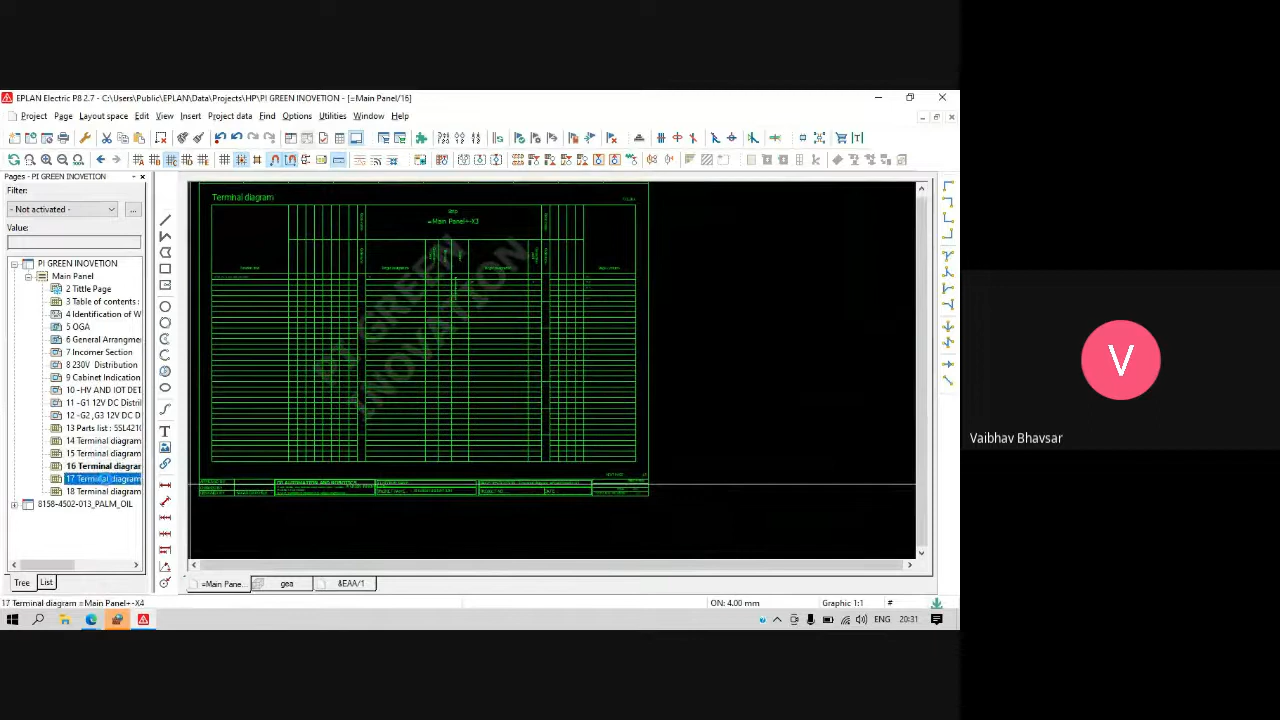 EPLAN Electric P8 2.7 - C:\Users\Public\EPLAN\Data\Projects\HP\PI GREEN INOVETION - [=Main Panel/16]
Project Page Layout space Edit View Insert Project data Find Options Utilities Window Help
Pages - PI GREEN INOVETION
Filter:
- Not activated -
...
Value:
PI GREEN INOVETION
Main Panel
2 Tittle Page
3 Table of contents :
4 Identification of W
5 OGA
6 General Arrangme
7 Incomer Section
8 230V Distribution
9 Cabinet Indication
10 -HV AND IOT DET
11 -G1 12V DC Distri
12 -G2 ,G3 12V DC D
13 Parts list : 5SL4210
14 Terminal diagram
15 Terminal diagram
16 Terminal diagram
17 Terminal diagram
18 Terminal diagram
8158-4502-013_PALM_OIL
Tree List
Terminal diagram
Strip
=Main Panel+-X3
PI GREEN
INOVATION
=Main Pane... gea &EAA/1
17 Terminal diagram =Main Panel+-X4
ON: 4.00 mm
Graphic 1:1
#
ENG 20:31
V
Vaibhav Bhavsar